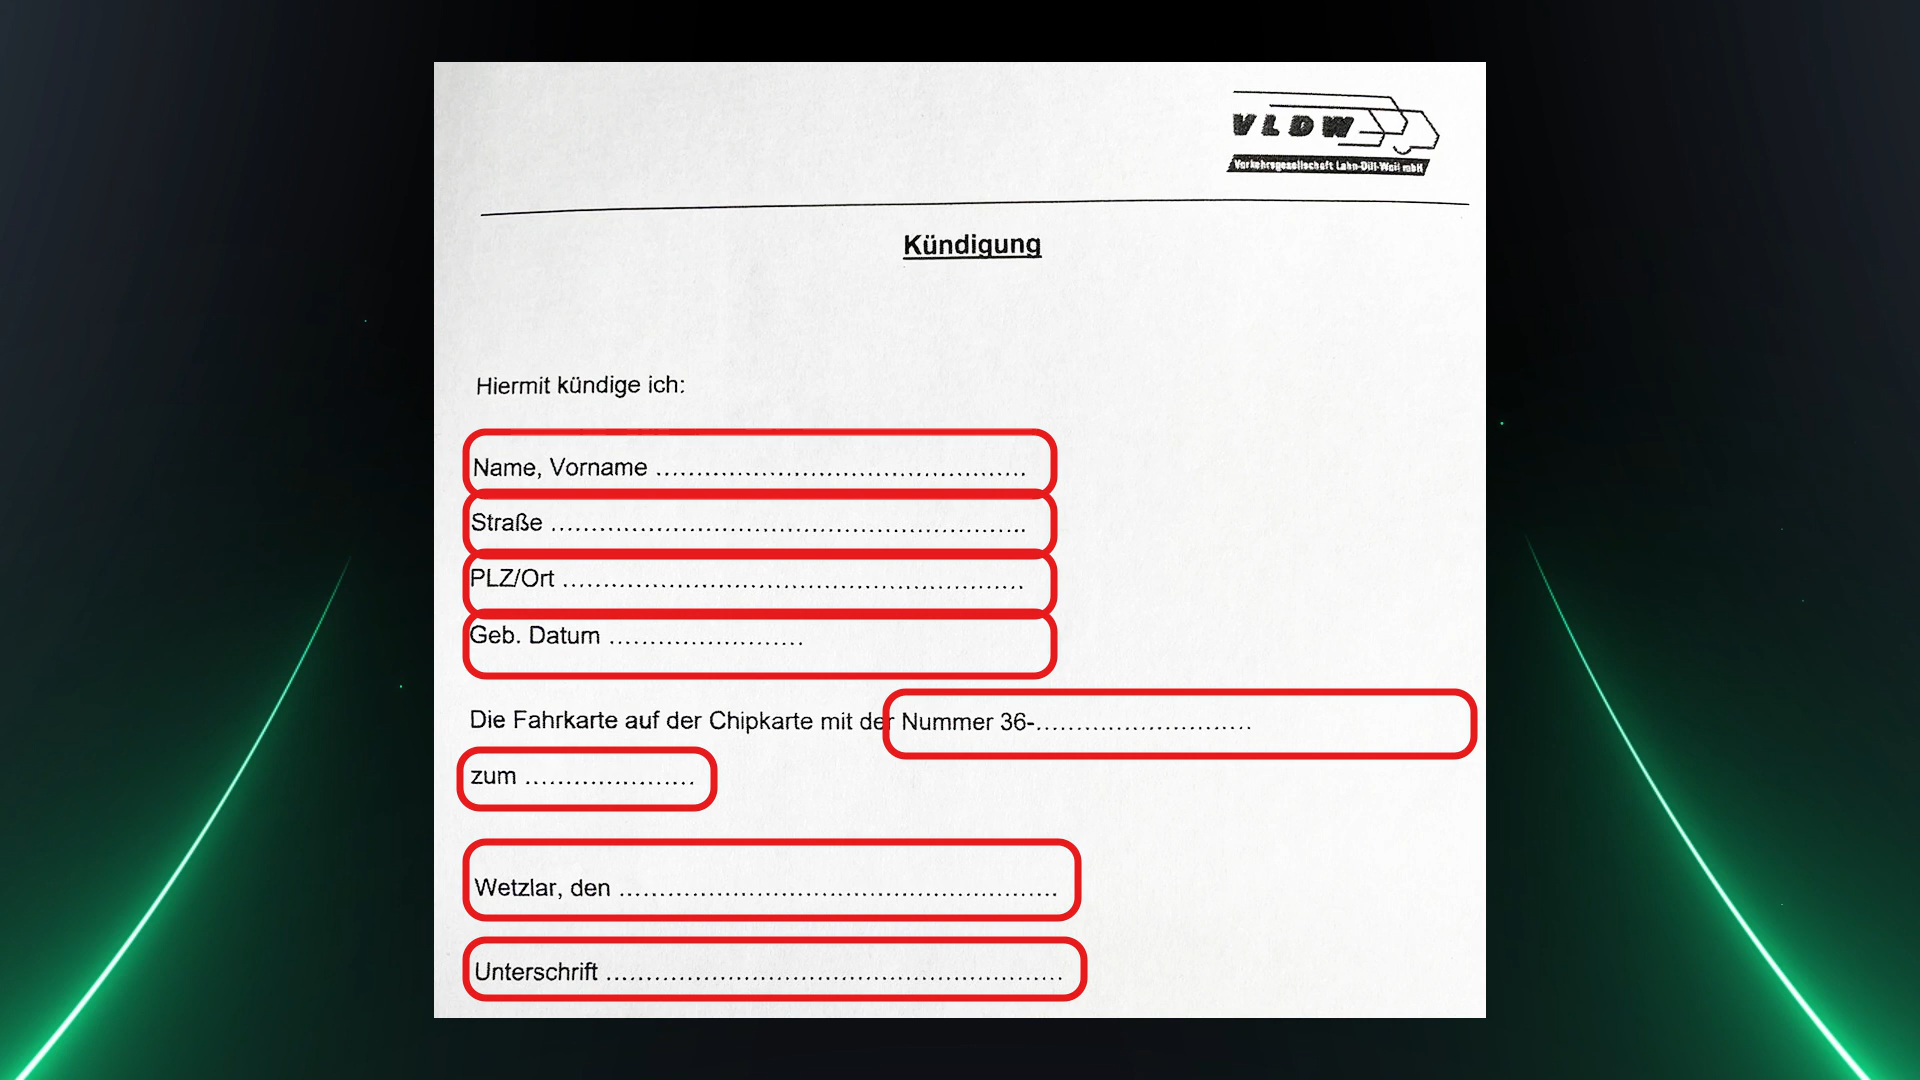 VLDW
Verkehrsgesellschaft Lahn-Dill-Weil mbH
Kündigung
Hiermit kündige ich:
Name, Vorname ..............................................
Straße ...........................................................
PLZ/Ort .........................................................
Geb. Datum ........................
Die Fahrkarte auf der Chipkarte mit der Nummer 36-...........................
zum .....................
Wetzlar, den ......................................................
Unterschrift ........................................................